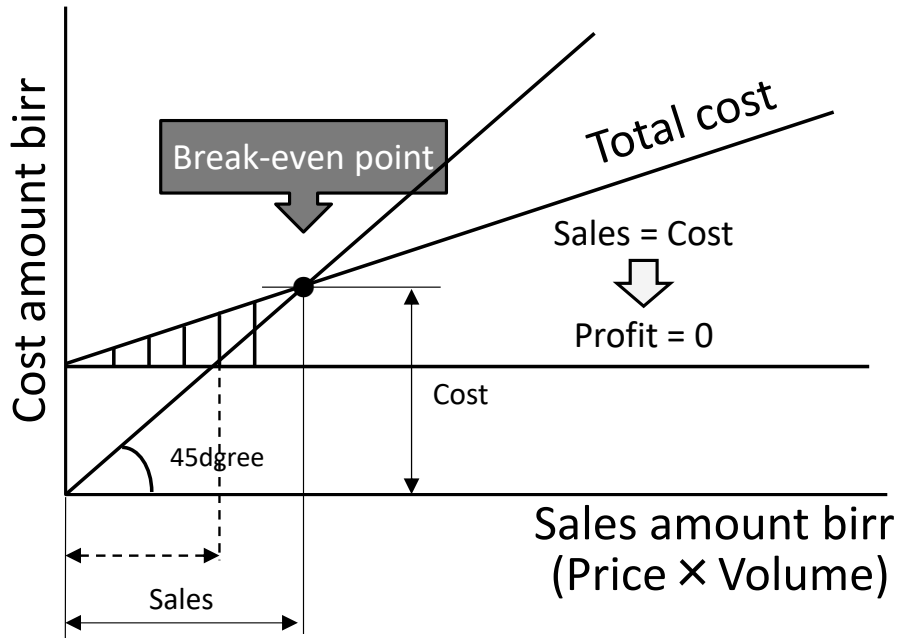 Cost amount birr
Break-even point
Total cost
Sales = Cost
Profit = 0
Cost
45dgree
Sales amount birr
(Price × Volume)
Sales